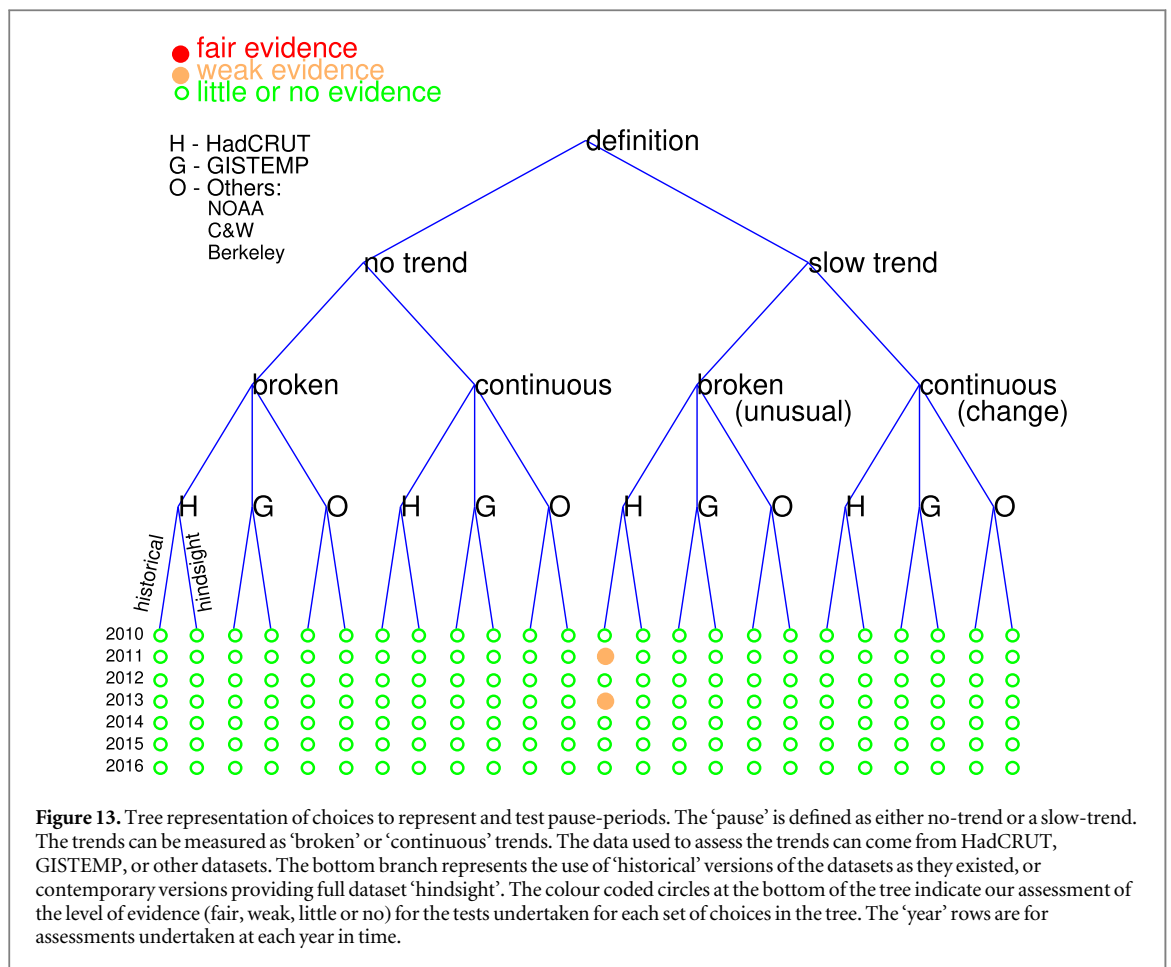 fair evidence
weak evidence
little or no evidence
H - HadCRUT
G - GISTEMP
O - Others:
NOAA
C&W
Berkeley
definition
no trend
slow trend
broken
continuous
broken
(unusual)
continuous
(change)
H G O H G O H G O H G O
historical
hindsight
2010
2011
2012
2013
2014
2015
2016
Figure 13. Tree representation of choices to represent and test pause-periods. The ‘pause’ is defined as either no-trend or a slow-trend.
The trends can be measured as ‘broken’ or ‘continuous’ trends. The data used to assess the trends can come from HadCRUT,
GISTEMP, or other datasets. The bottom branch represents the use of ‘historical’ versions of the datasets as they existed, or
contemporary versions providing full dataset ‘hindsight’. The colour coded circles at the bottom of the tree indicate our assessment of
the level of evidence (fair, weak, little or no) for the tests undertaken for each set of choices in the tree. The ‘year’ rows are for
assessments undertaken at each year in time.